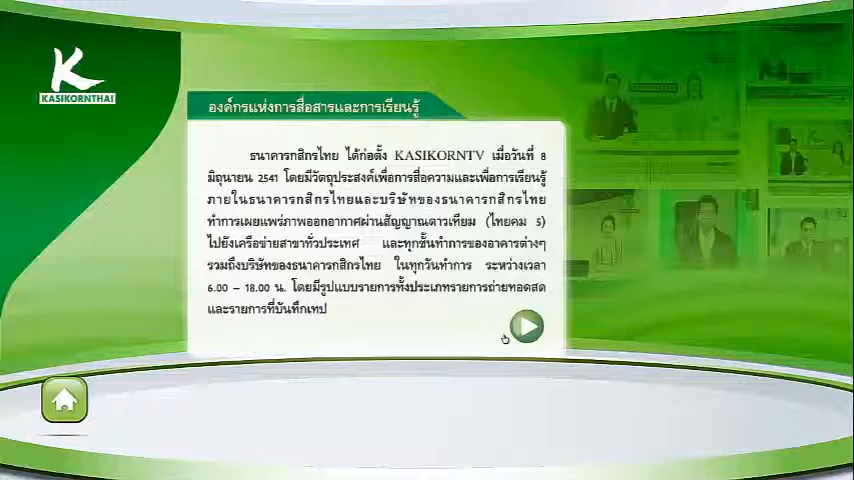 KASIKORNTHAI
องค์กรแห่งการสื่อสารและการเรียนรู้
ธนาคารกสิกรไทย ได้ก่อตั้ง KASIKORNTV เมื่อวันที่ 8
มิถุนายน 2541 โดยมีวัตถุประสงค์เพื่อการสื่อความและเพื่อการเรียนรู้
ภายในธนาคารกสิกรไทยและบริษัทของธนาคารกสิกรไทย
ทำการเผยแพร่ภาพออกอากาศผ่านสัญญาณดาวเทียม (ไทยคม 5)
ไปยังเครือข่ายสาขาทั่วประเทศ และทุกชั้นทำการของอาคารต่างๆ
รวมถึงบริษัทของธนาคารกสิกรไทย ในทุกวันทำการ ระหว่างเวลา
6.00 – 18.00 น. โดยมีรูปแบบรายการทั้งประเภทรายการถ่ายทอดสด
และรายการที่บันทึกเทป